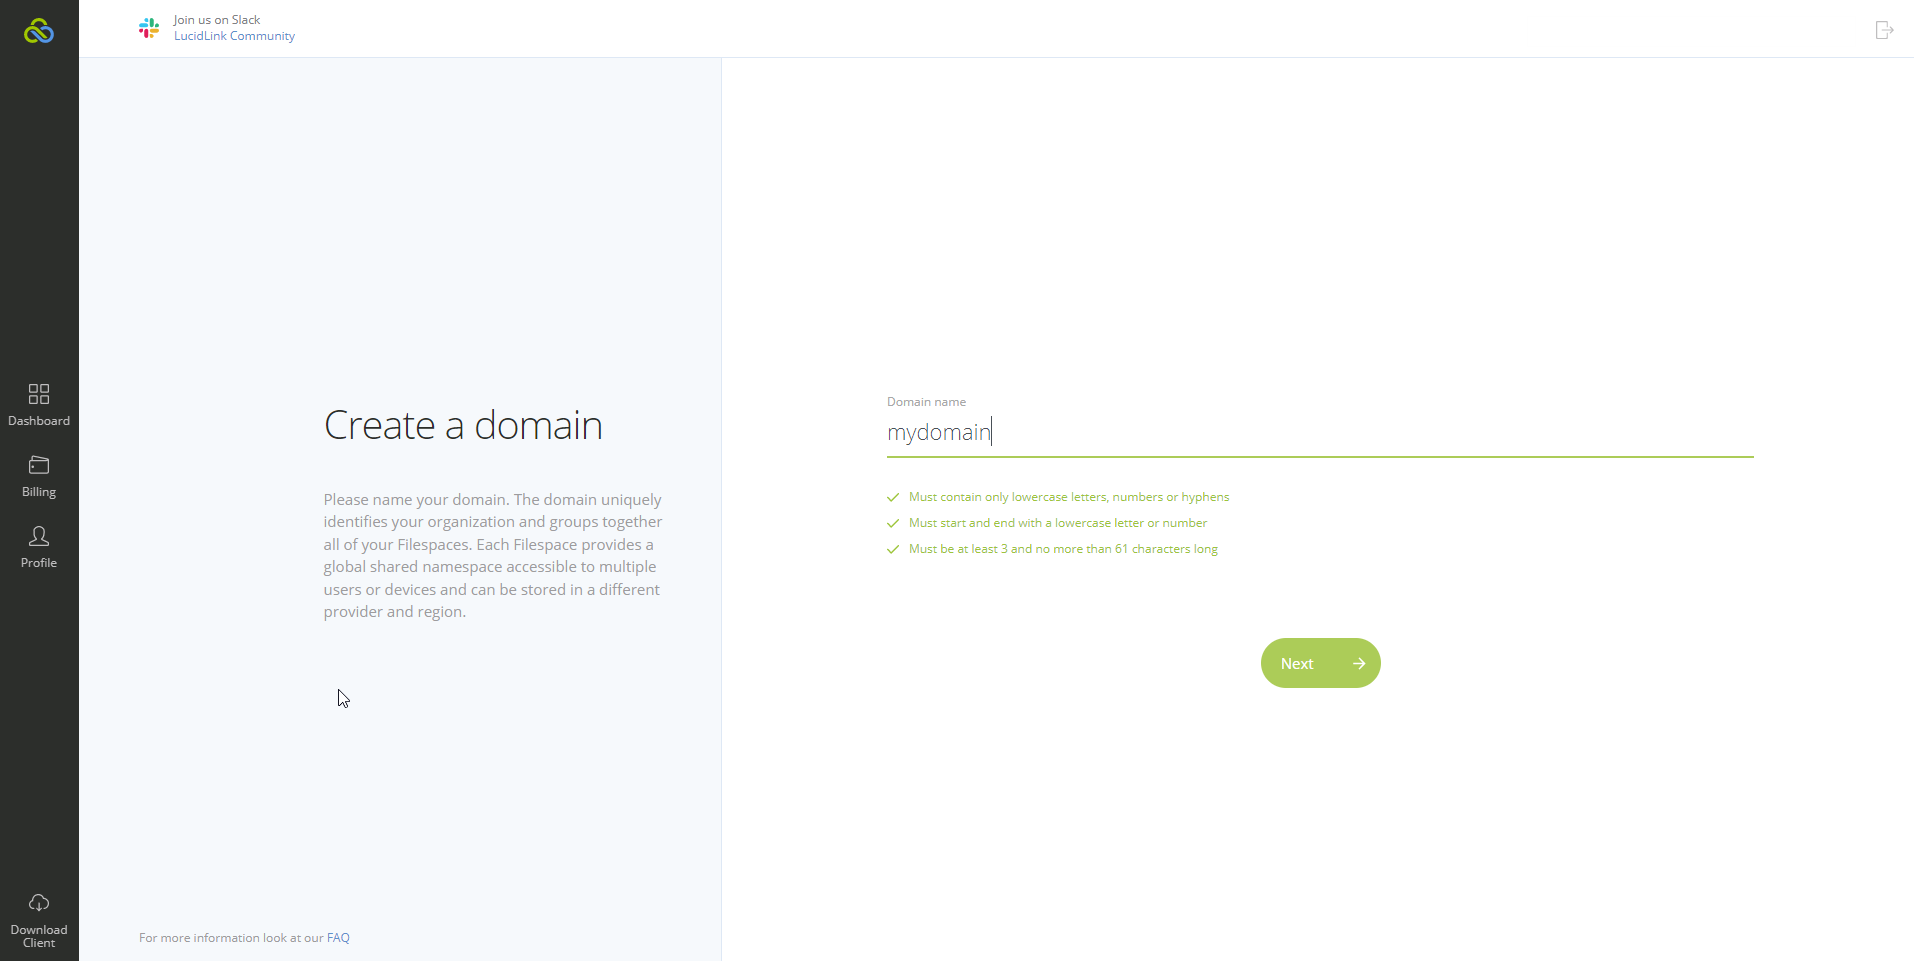 Join us on Slack
LucidLink Community
Dashboard
Billing
Profile
Download
Client
Create a domain
Please name your domain. The domain uniquely
identifies your organization and groups together
all of your Filespaces. Each Filespace provides a
global shared namespace accessible to multiple
users or devices and can be stored in a different
provider and region.
For more information look at our FAQ
Domain name
mydomain
Must contain only lowercase letters, numbers or hyphens
Must start and end with a lowercase letter or number
Must be at least 3 and no more than 61 characters long
Next